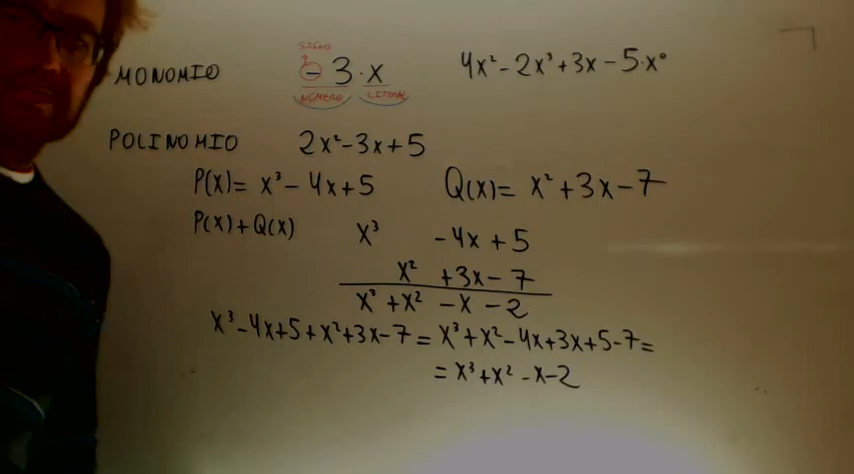 SIGNO
MONOMIO - 3 · x 4x² - 2x³ + 3x - 5·x⁰
NÚMERO LITERAL
POLINOMIO 2x² - 3x + 5
P(x) = x³ - 4x + 5 Q(x) = x² + 3x - 7
P(x) + Q(x) x³ - 4x + 5
x² + 3x - 7
x³ + x² - x - 2
x³ - 4x + 5 + x² + 3x - 7 = x³ + x² - 4x + 3x + 5 - 7 =
= x³ + x² - x - 2